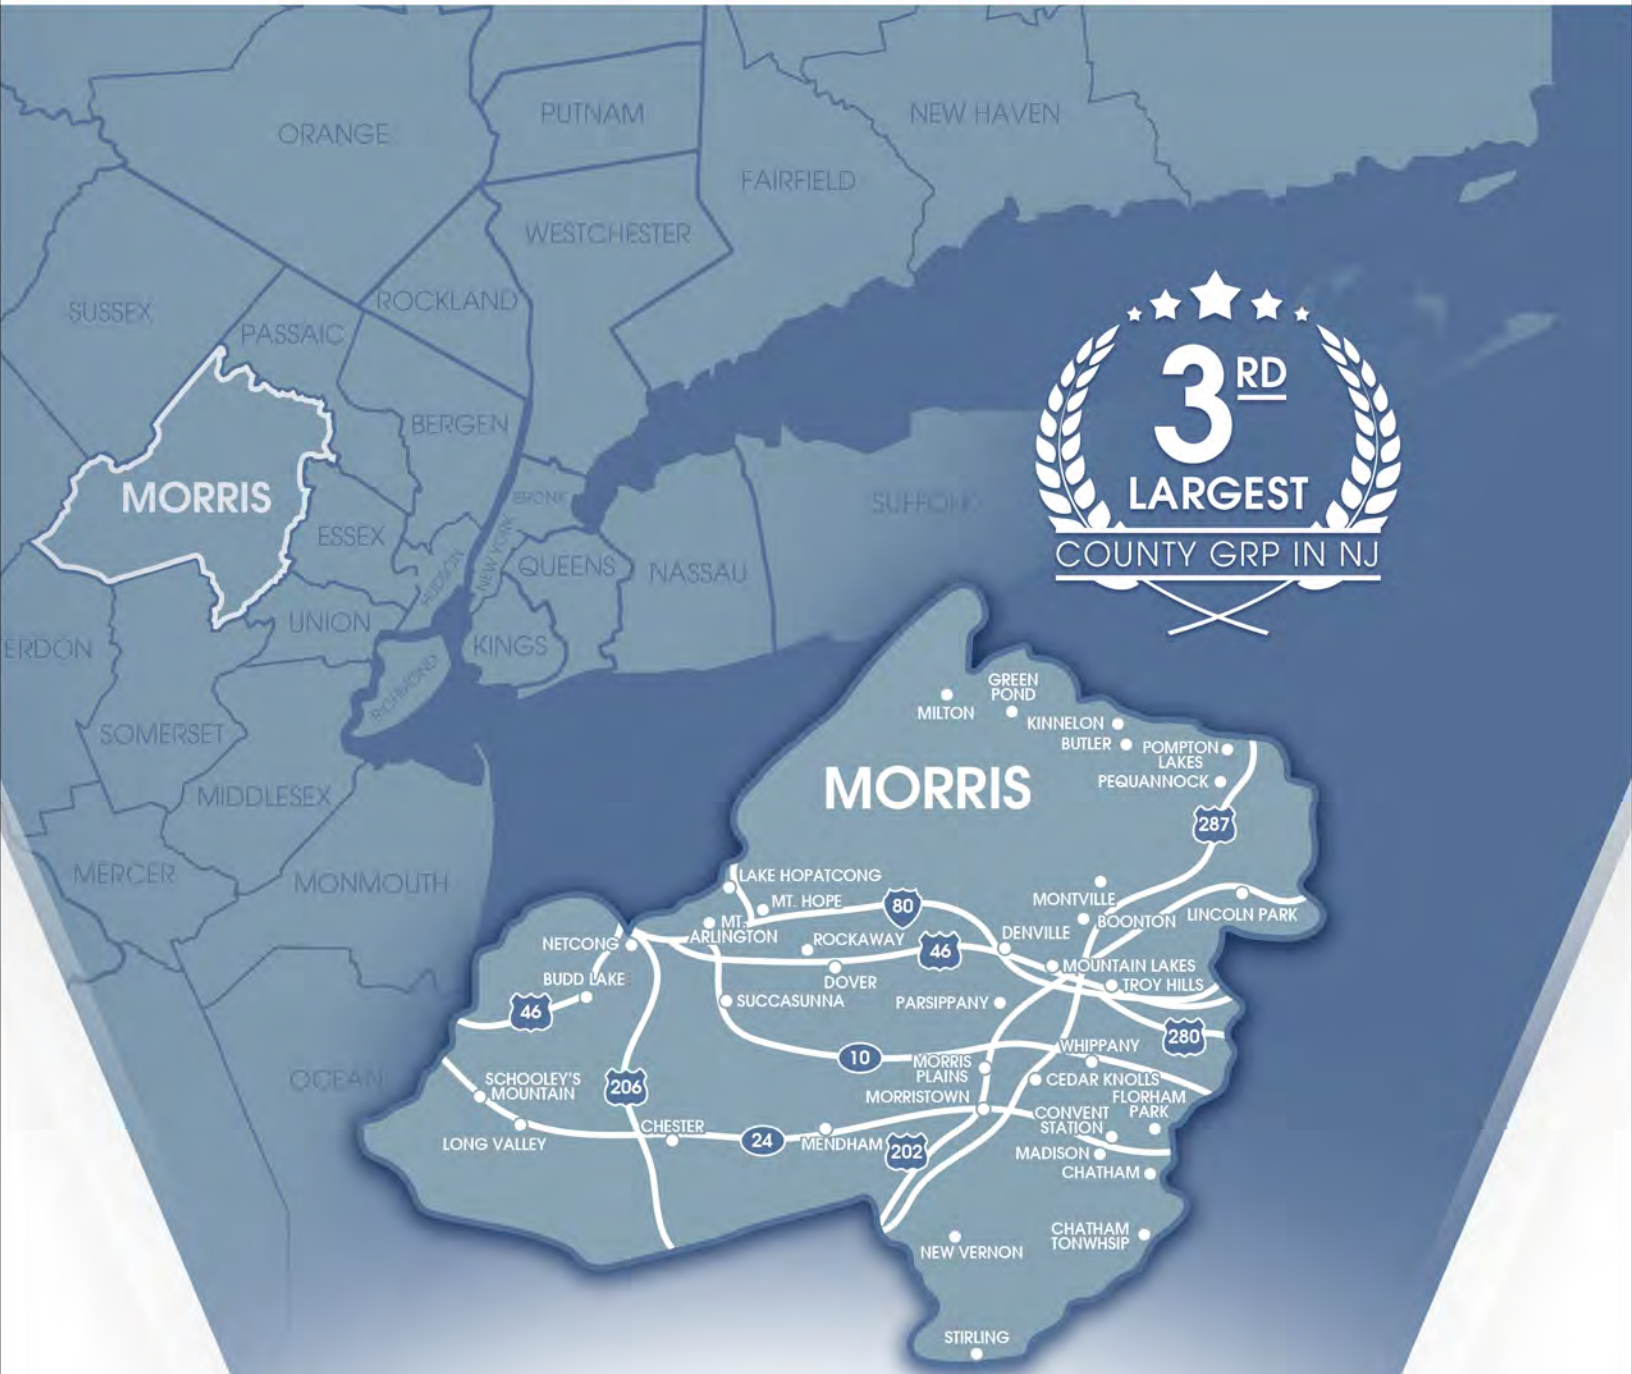 ORANGE
PUTNAM
NEW HAVEN
FAIRFIELD
WESTCHESTER
SUSSEX
PASSAIC
ROCKLAND
BERGEN
MORRIS
ESSEX
BRONX
NEW YORK
HUDSON
QUEENS
NASSAU
SUFFOLK
UNION
KINGS
ERDON
RICHMOND
SOMERSET
MIDDLESEX
MERCER
MONMOUTH
OCEAN
3RD
LARGEST
COUNTY GRP IN NJ
MORRIS
MILTON
GREEN
POND
KINNELON
BUTLER
POMPTON
LAKES
PEQUANNOCK
287
LAKE HOPATCONG
MT. HOPE
80
MONTVILLE
BOONTON
LINCOLN PARK
MT.
ARLINGTON
NETCONG
ROCKAWAY
46
DENVILLE
BUDD LAKE
DOVER
MOUNTAIN LAKES
TROY HILLS
46
SUCCASUNNA
PARSIPPANY
280
10
WHIPPANY
MORRIS
PLAINS
CEDAR KNOLLS
SCHOOLEY'S
MOUNTAIN
206
MORRISTOWN
FLORHAM
PARK
CONVENT
STATION
LONG VALLEY
CHESTER
24
MENDHAM
202
MADISON
CHATHAM
NEW VERNON
CHATHAM
TONWHSIP
STIRLING